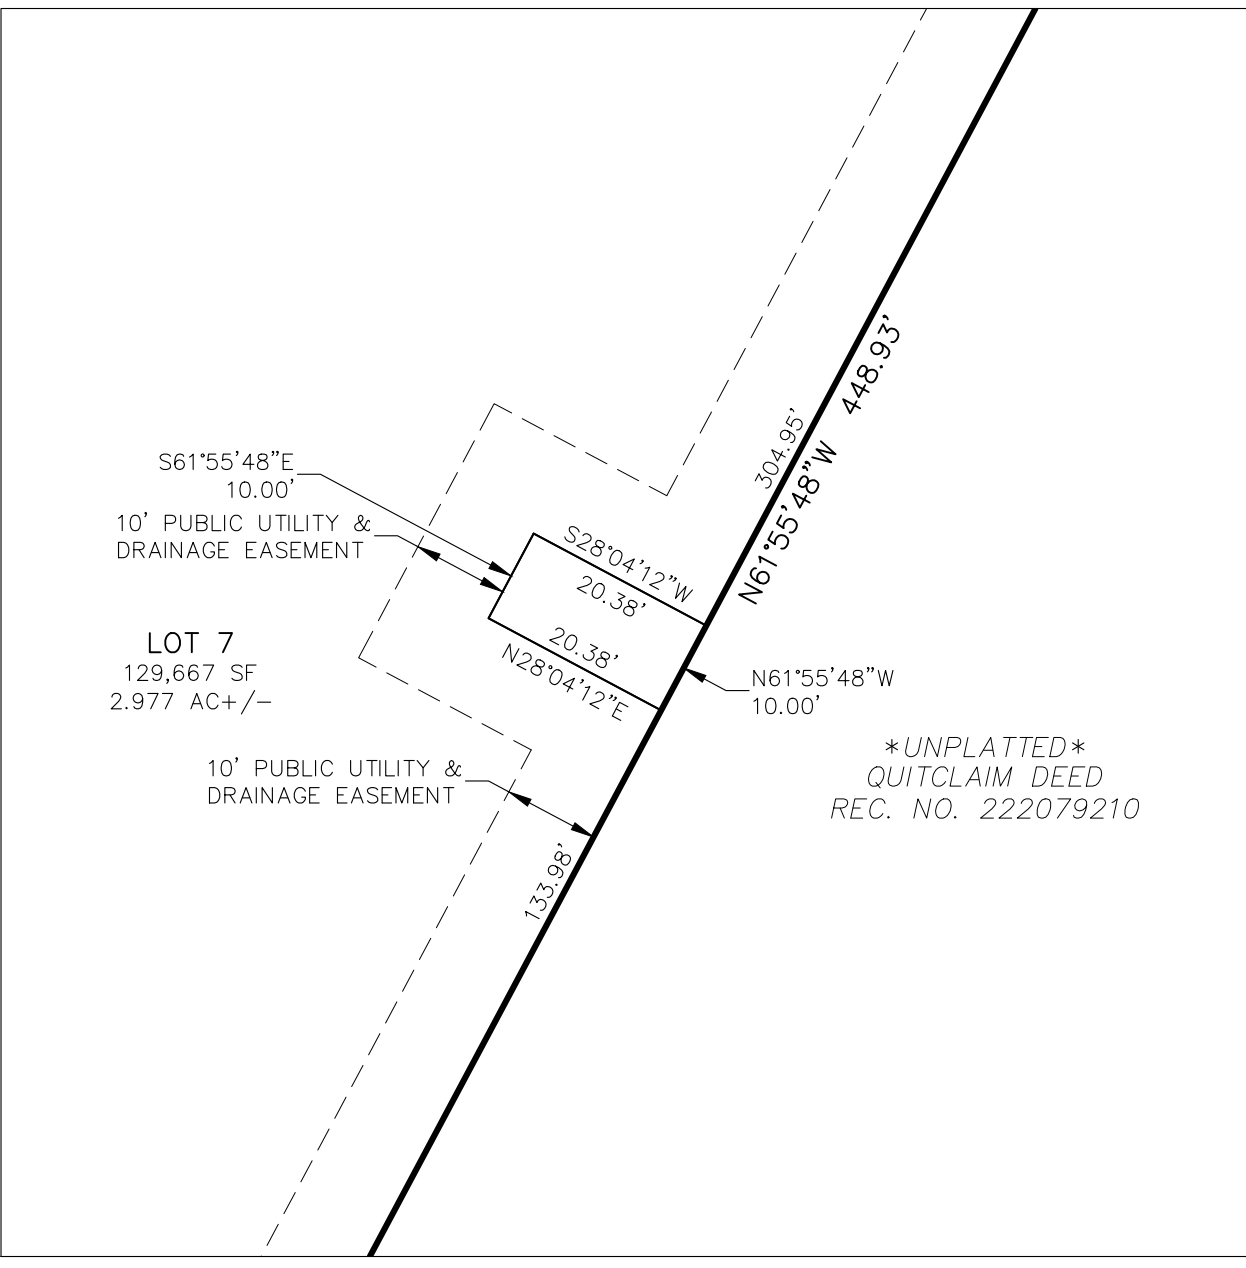 448.93'
304.95'
N61°55'48"W
S61°55'48"E
10.00'
10' PUBLIC UTILITY &
DRAINAGE EASEMENT
S28°04'12"W
20.38'
20.38'
N28°04'12"E
LOT 7
129,667 SF
2.977 AC+/-
N61°55'48"W
10.00'
*UNPLATTED*
QUITCLAIM DEED
REC. NO. 222079210
10' PUBLIC UTILITY &
DRAINAGE EASEMENT
133.98'